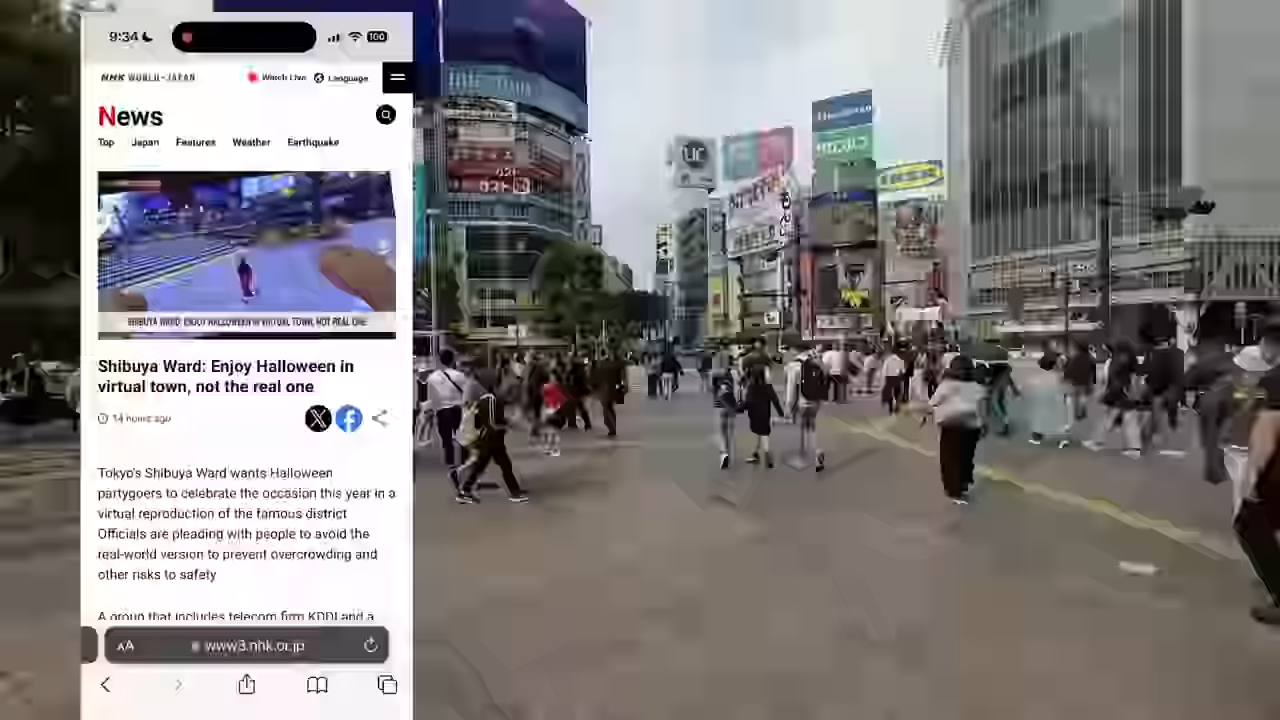 9:34
100
NHK WORLD-JAPAN
Watch Live
Language
News
Top Japan Features Weather Earthquake
SHIBUYA WARD: ENJOY HALLOWEEN IN VIRTUAL TOWN, NOT REAL ONE
Shibuya Ward: Enjoy Halloween in
virtual town, not the real one
14 hours ago
Tokyo's Shibuya Ward wants Halloween
partygoers to celebrate the occasion this year in a
virtual reproduction of the famous district
Officials are pleading with people to avoid the
real-world version to prevent overcrowding and
other risks to safety
A group that includes telecom firm KDDI and a
AA www3.nhk.or.jp